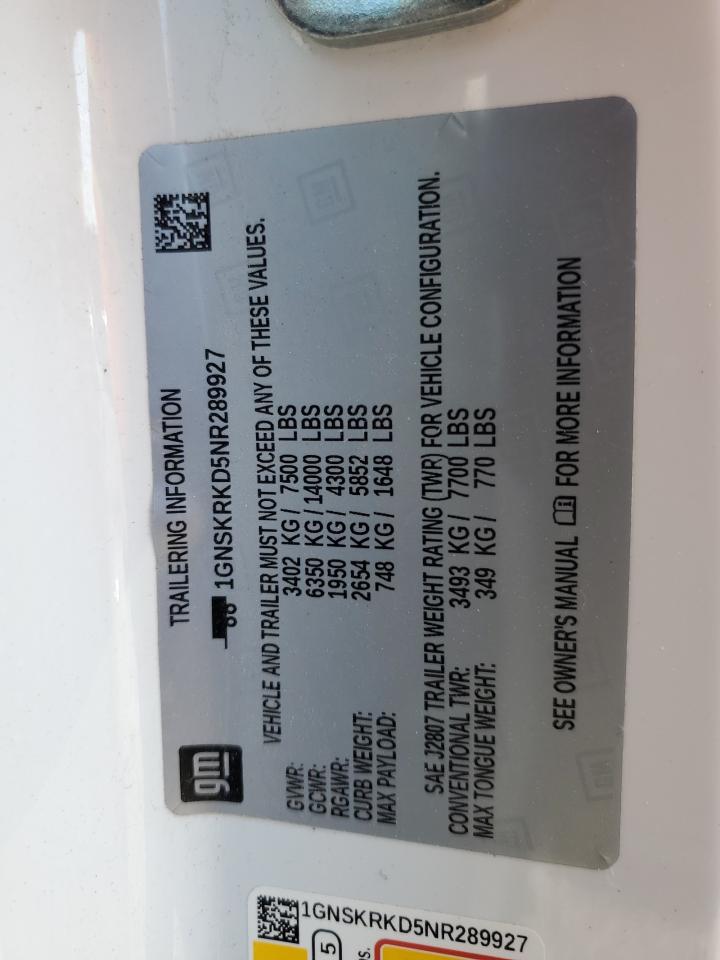 gm
TRAILERING INFORMATION
1GNSKRKD5NR289927
VEHICLE AND TRAILER MUST NOT EXCEED ANY OF THESE VALUES.
GVWR: 3402 KG / 7500 LBS
GCWR: 6350 KG / 14000 LBS
RGAWR: 1950 KG / 4300 LBS
CURB WEIGHT: 2654 KG / 5852 LBS
MAX PAYLOAD: 748 KG / 1648 LBS
SAE J2807 TRAILER WEIGHT RATING (TWR) FOR VEHICLE CONFIGURATION.
CONVENTIONAL TWR: 3493 KG / 7700 LBS
MAX TONGUE WEIGHT: 349 KG / 770 LBS
SEE OWNER'S MANUAL FOR MORE INFORMATION
1GNSKRKD5NR289927
5